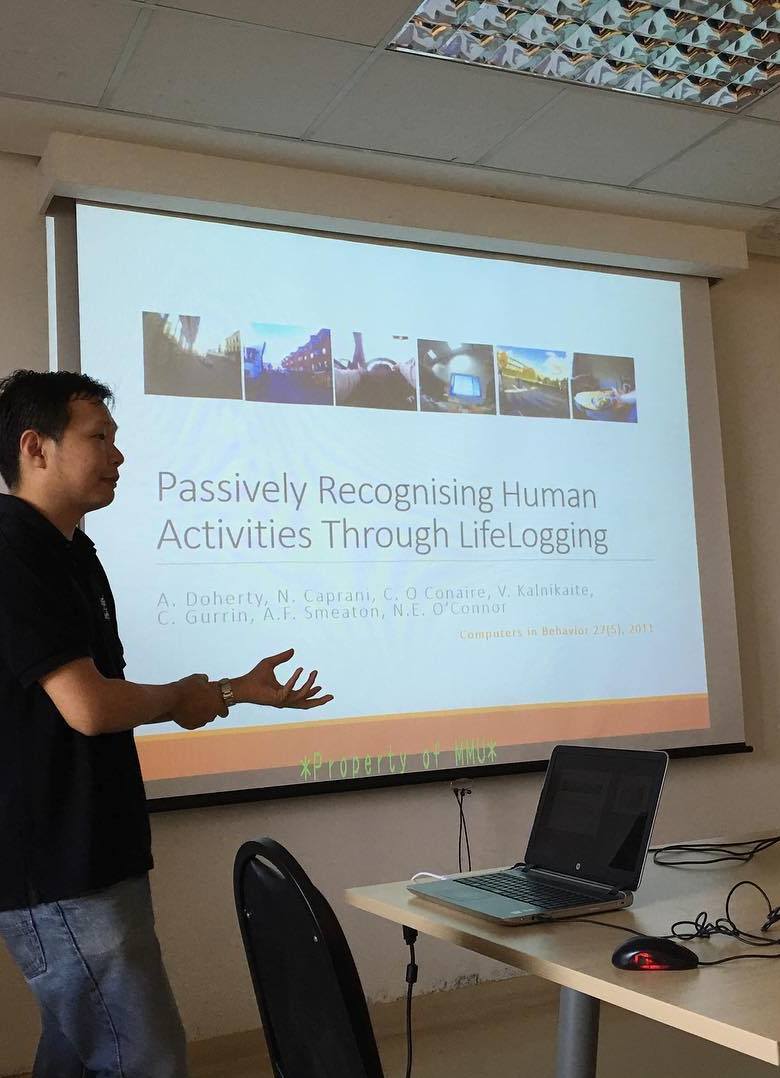 Passively Recognising Human
Activities Through LifeLogging
A. Doherty, N. Caprani, C. O Conaire, V. Kalnikaite,
C. Gurrin, A.F. Smeaton, N.E. O'Connor
Computers in Behavior 27(5), 2011
*Property of MMU*
hp